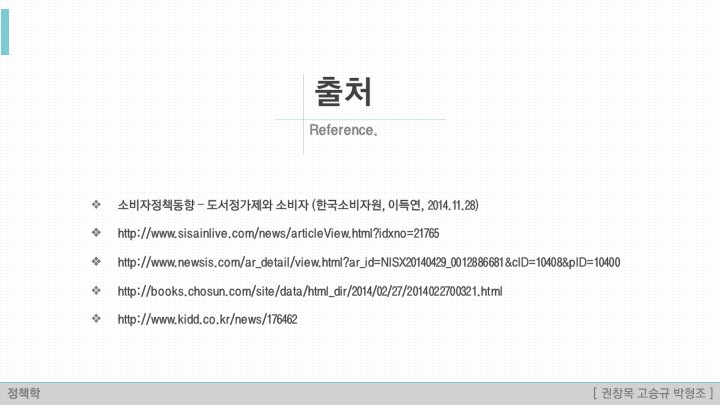 출처
Reference.
❖ 소비자정책동향 – 도서정가제와 소비자 (한국소비자원, 이득연, 2014.11.28)
❖ http://www.sisainlive.com/news/articleView.html?idxno=21765
❖ http://www.newsis.com/ar_detail/view.html?ar_id=NISX20140429_0012886681&cID=10408&pID=10400
❖ http://books.chosun.com/site/data/html_dir/2014/02/27/2014022700321.html
❖ http://www.kidd.co.kr/news/176462
정책학
[ 권창목 고승규 박형조 ]